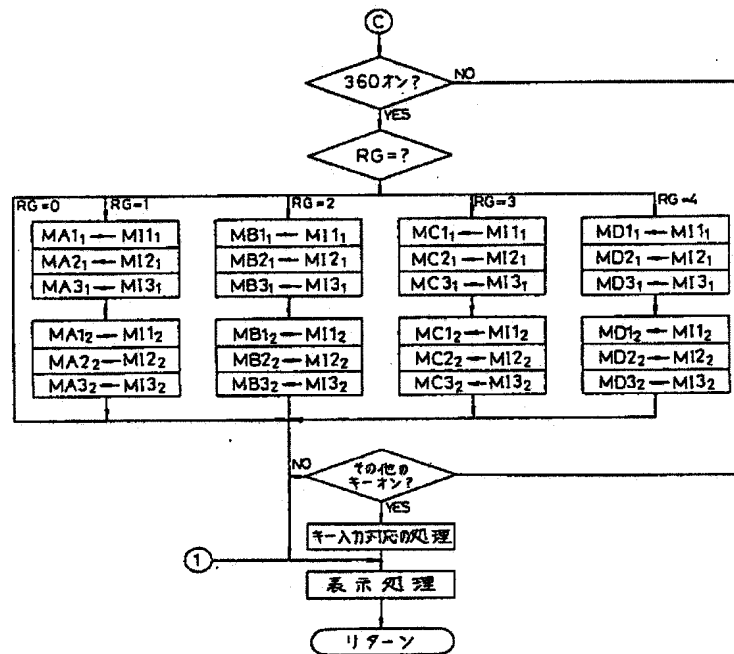 C
360オン?
NO
YES
RG=?
RG=0 RG=1 RG=2 RG=3 RG=4
MA1₁←MI1₁ MB1₁←MI1₁ MC1₁←MI1₁ MD1₁←MI1₁
MA2₁←MI2₁ MB2₁←MI2₁ MC2₁←MI2₁ MD2₁←MI2₁
MA3₁←MI3₁ MB3₁←MI3₁ MC3₁←MI3₁ MD3₁←MI3₁
MA1₂←MI1₂ MB1₂←MI1₂ MC1₂←MI1₂ MD1₂←MI1₂
MA2₂←MI2₂ MB2₂←MI2₂ MC2₂←MI2₂ MD2₂←MI2₂
MA3₂←MI3₂ MB3₂←MI3₂ MC3₂←MI3₂ MD3₂←MI3₂
NO
その他の
キーオン?
YES
キー入力対応の処理
1
表示処理
リターン